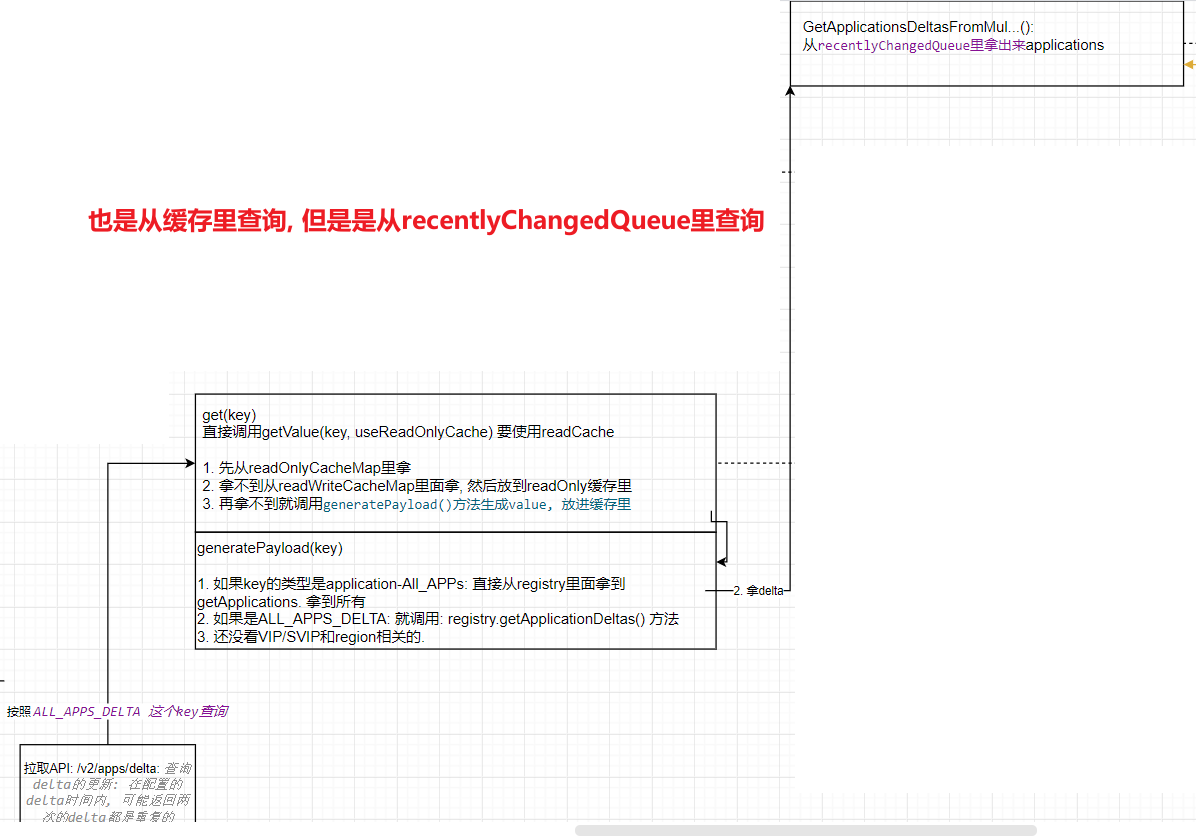 GetApplicationsDeltasFromMul...():
从recentlyChangedQueue里拿出来applications
也是从缓存里查询, 但是是从recentlyChangedQueue里查询
get(key)
直接调用getValue(key, useReadOnlyCache) 要使用readCache
1. 先从readOnlyCacheMap里拿
2. 拿不到从readWriteCacheMap里面拿, 然后放到readOnly缓存里
3. 再拿不到就调用generatePayload()方法生成value, 放进缓存里
generatePayload(key)
1. 如果key的类型是application-All_APPs: 直接从registry里面拿到
getApplications. 拿到所有
2. 如果是ALL_APPS_DELTA: 就调用: registry.getApplicationDeltas() 方法
3. 还没看VIP/SVIP和region相关的.
2. 拿delta
按照ALL_APPS_DELTA 这个key查询
拉取API: /v2/apps/delta: 查询
delta的更新: 在配置的
delta时间内, 可能返回两
次的delta都是重复的